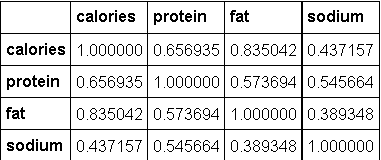 calories protein fat sodium
calories 1.000000 0.656935 0.835042 0.437157
protein 0.656935 1.000000 0.573694 0.545664
fat 0.835042 0.573694 1.000000 0.389348
sodium 0.437157 0.545664 0.389348 1.000000